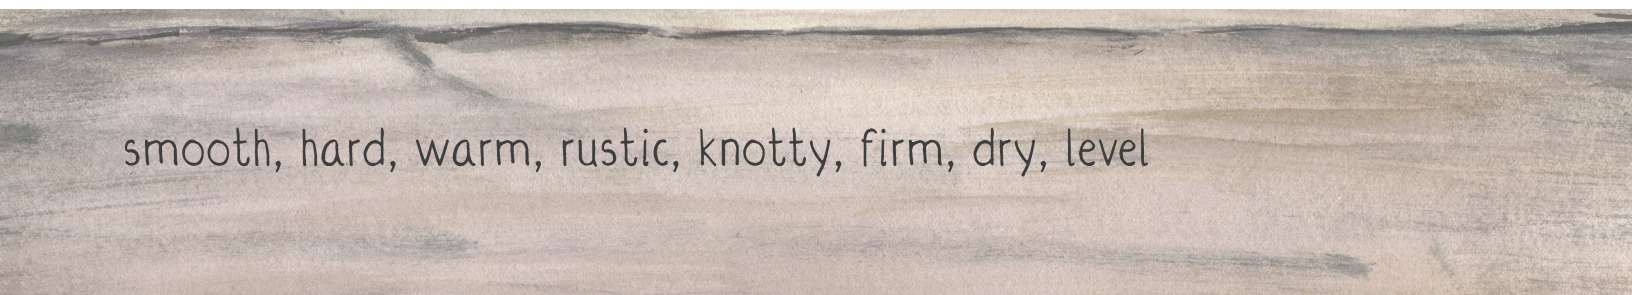 smooth, hard, warm, rustic, knotty, firm, dry, level